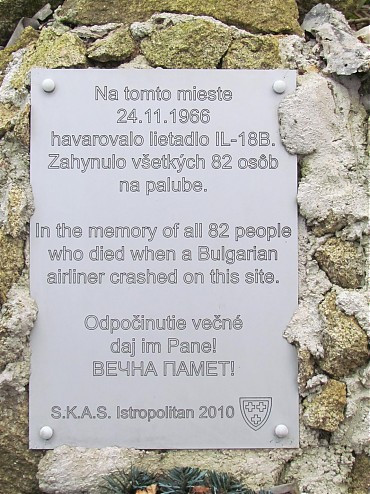 Na tomto mieste
24.11.1966
havarovalo lietadlo IL-18B.
Zahynulo všetkých 82 osôb
na palube.
In the memory of all 82 people
who died when a Bulgarian
airliner crashed on this site.
Odpočinutie večné
daj im Pane!
ВЕЧНА ПАМЕТ!
S.K.A.S. Istropolitan 2010